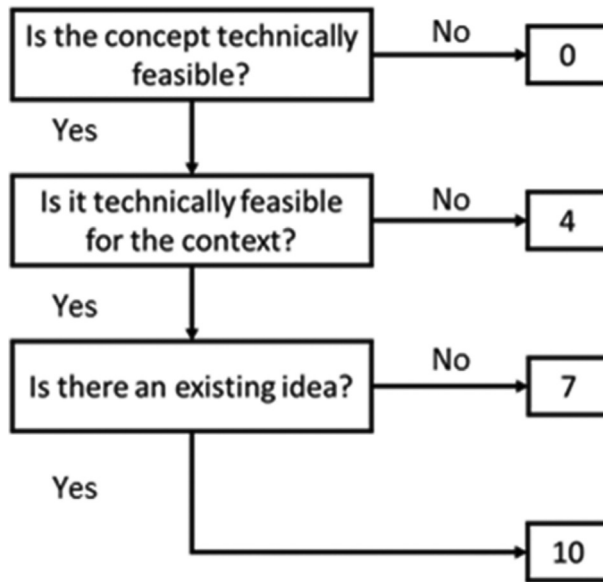 Is the concept technically
feasible?
No
0
Yes
Is it technically feasible
for the context?
No
4
Yes
Is there an existing idea?
No
7
Yes
10